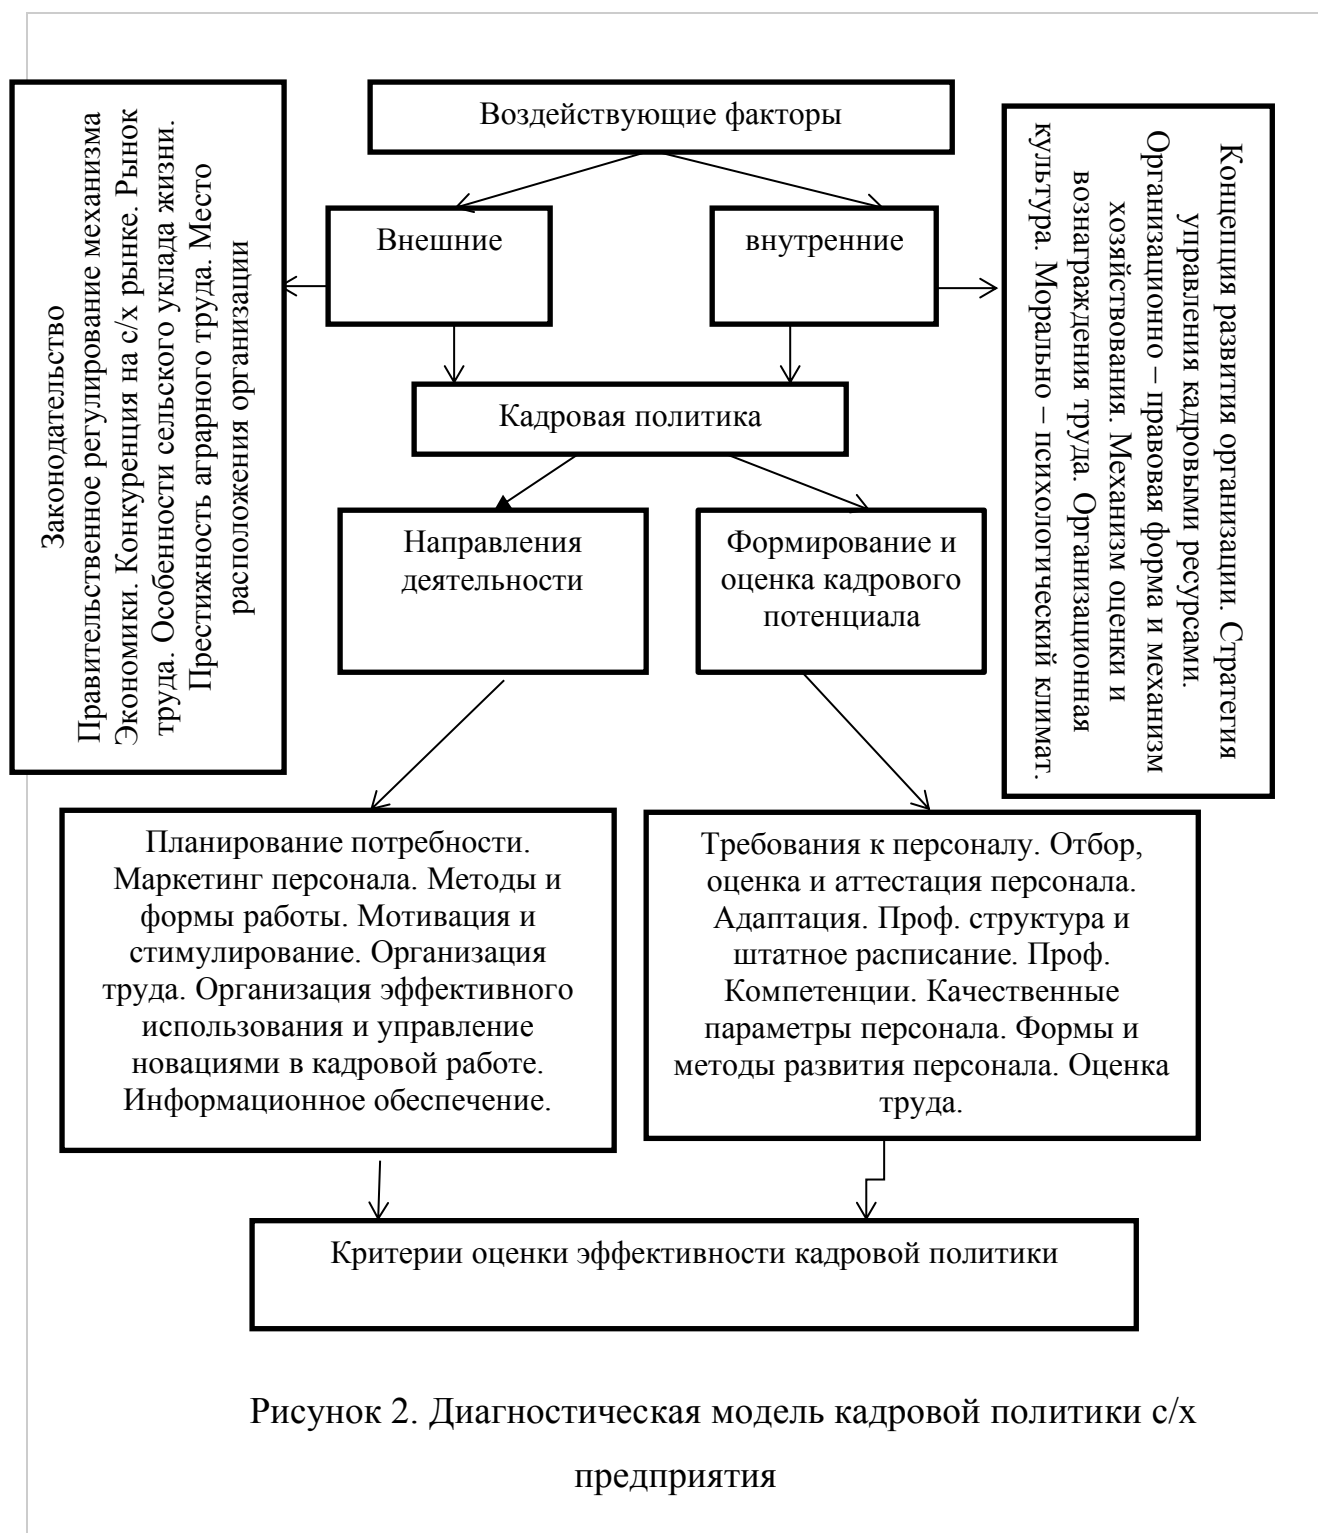 Воздействующие факторы
Внешние
внутренние
Законодательство
Правительственное регулирование механизма
Экономики. Конкуренция на с/х рынке. Рынок
труда. Особенности сельского уклада жизни.
Престижность аграрного труда. Место
расположения организации
Концепция развития организации. Стратегия
управления кадровыми ресурсами.
Организационно – правовая форма и механизм
хозяйствования. Механизм оценки и
вознаграждения труда. Организационная
культура. Морально – психологический климат.
Кадровая политика
Направления
деятельности
Формирование и
оценка кадрового
потенциала
Планирование потребности.
Маркетинг персонала. Методы и
формы работы. Мотивация и
стимулирование. Организация
труда. Организация эффективного
использования и управление
новациями в кадровой работе.
Информационное обеспечение.
Требования к персоналу. Отбор,
оценка и аттестация персонала.
Адаптация. Проф. структура и
штатное расписание. Проф.
Компетенции. Качественные
параметры персонала. Формы и
методы развития персонала. Оценка
труда.
Критерии оценки эффективности кадровой политики
Рисунок 2. Диагностическая модель кадровой политики с/х
предприятия